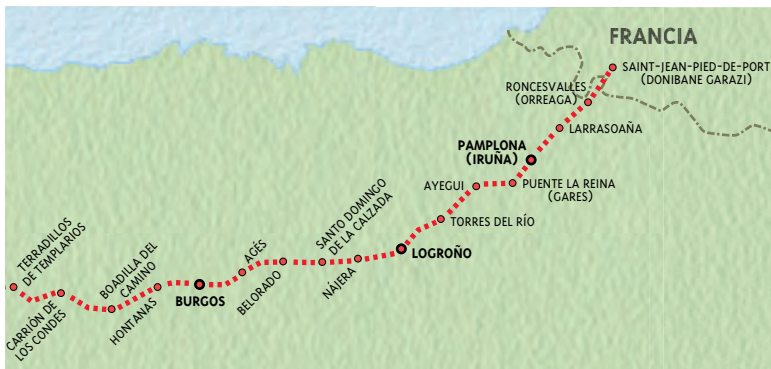 FRANCIA
SAINT-JEAN-PIED-DE-PORT
(DONIBANE GARAZI)
RONCESVALLES
(ORREAGA)
LARRASOAÑA
PAMPLONA
(IRUÑA)
AYEGUI
PUENTE LA REINA
(GARES)
TORRES DEL RÍO
LOGROÑO
SANTO DOMINGO
DE LA CALZADA
NÁJERA
AGÉS
BELORADO
BURGOS
BOADILLA DEL
CAMINO
HONTANAS
TERRADILLOS
DE TEMPLARIOS
CARRIÓN DE
LOS CONDES